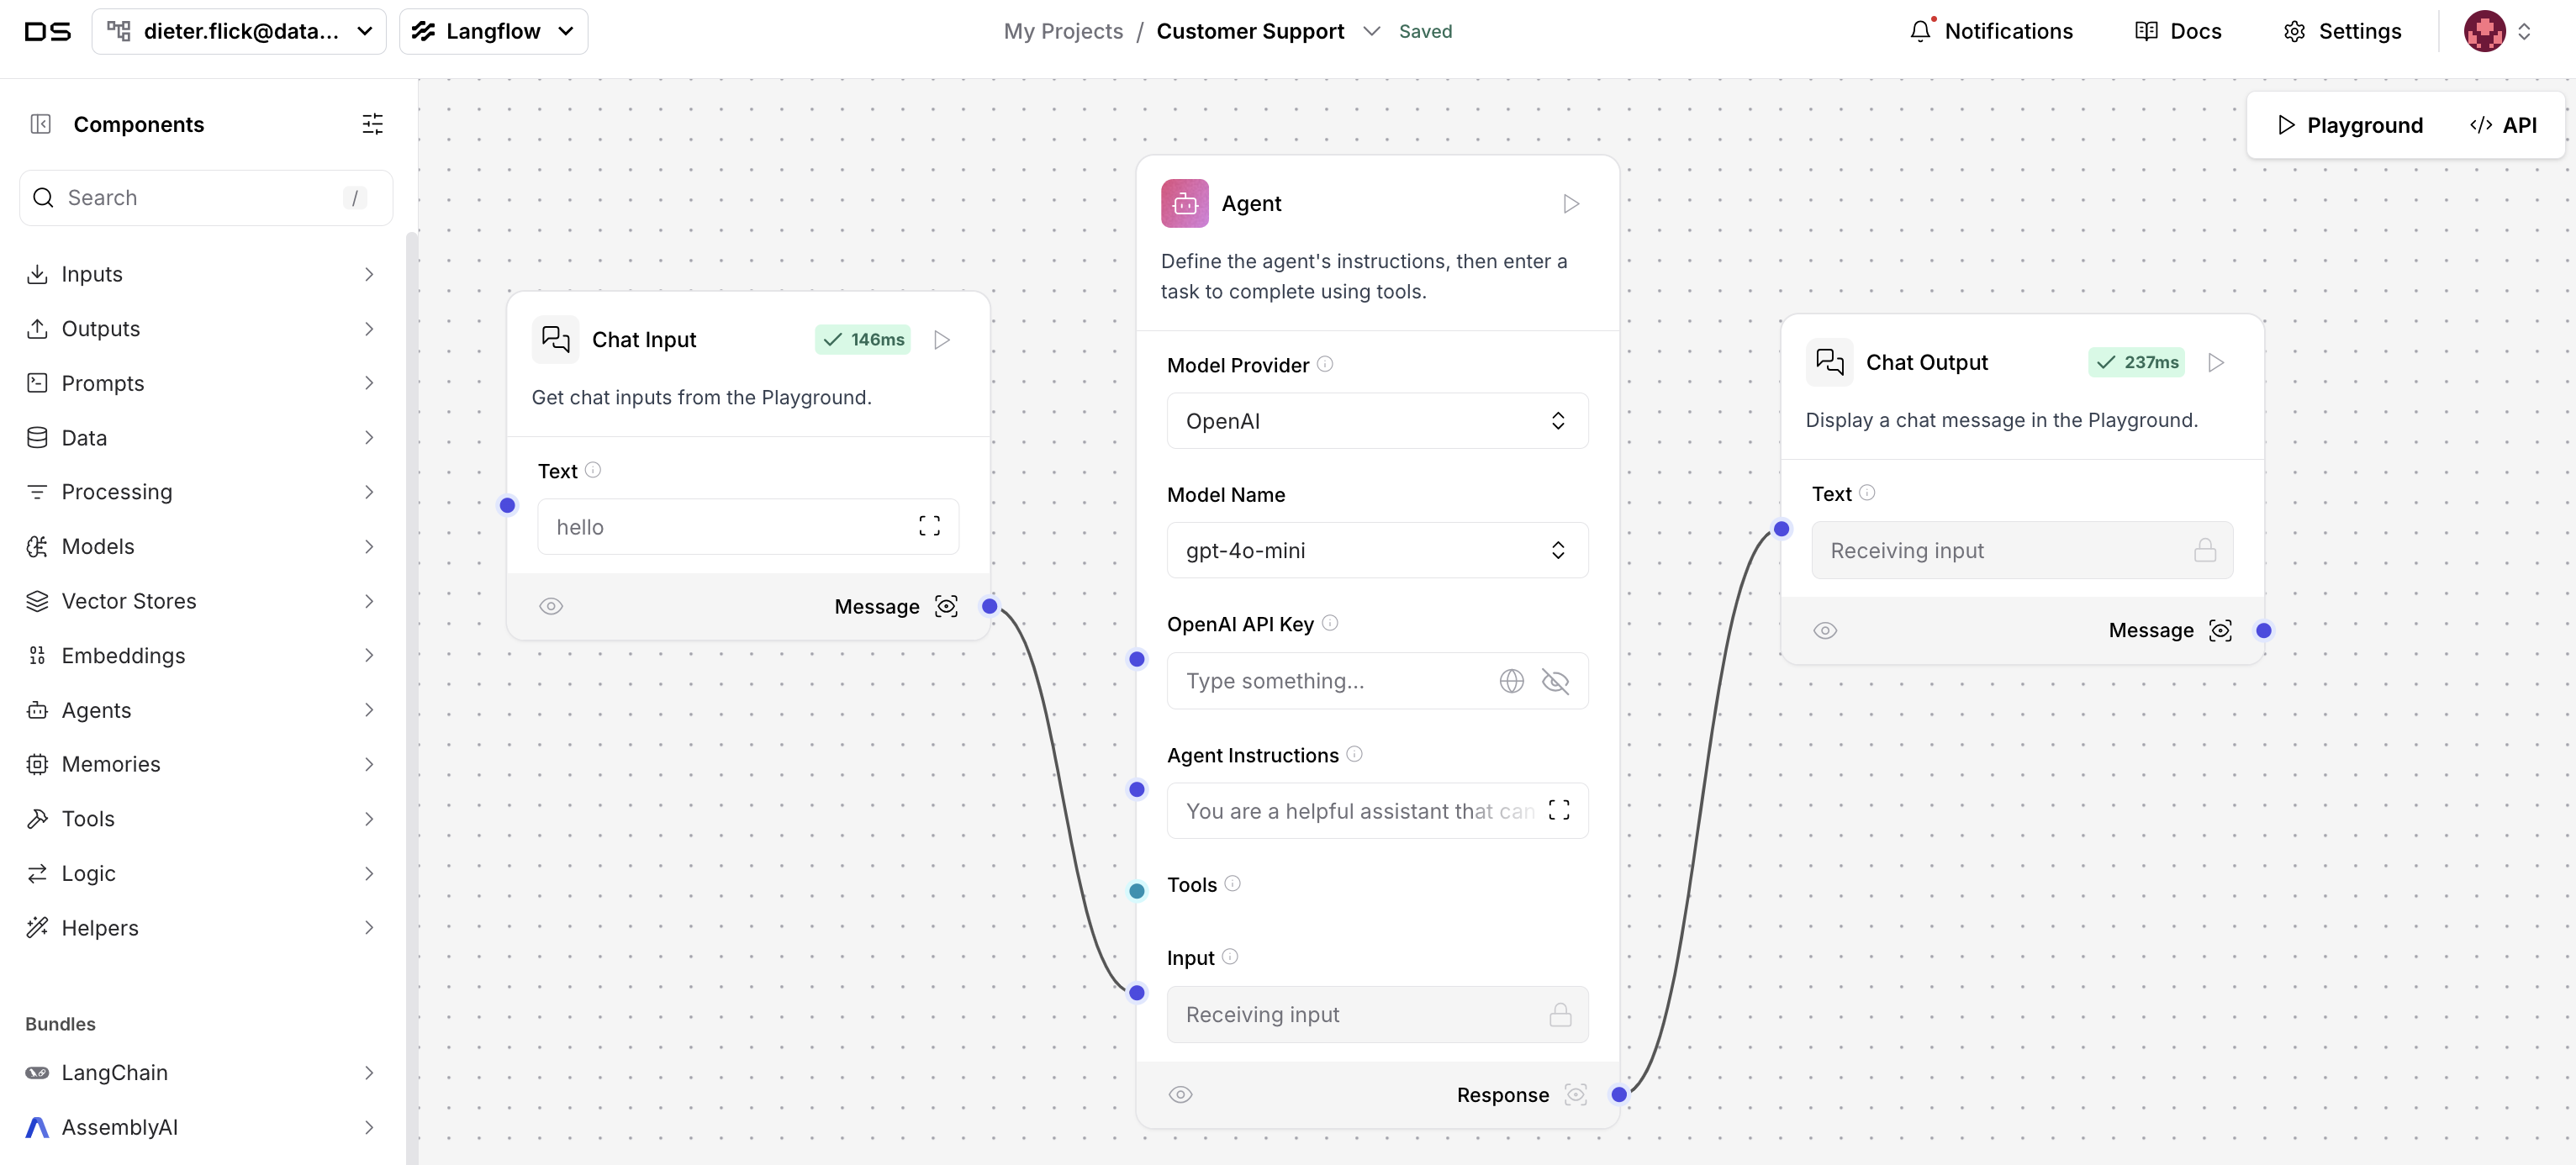 DS
dieter.flick@data...
Langflow
My Projects / Customer Support
Saved
Notifications
Docs
Settings
Components
Search /
Inputs
Outputs
Prompts
Data
Processing
Models
Vector Stores
Embeddings
Agents
Memories
Tools
Logic
Helpers
Bundles
LangChain
AssemblyAI
Playground
API
Chat Input
146ms
Get chat inputs from the Playground.
Text
hello
Message
Agent
Define the agent's instructions, then enter a
task to complete using tools.
Model Provider
OpenAI
Model Name
gpt-4o-mini
OpenAI API Key
Type something...
Agent Instructions
You are a helpful assistant that can
Tools
Input
Receiving input
Response
Chat Output
237ms
Display a chat message in the Playground.
Text
Receiving input
Message